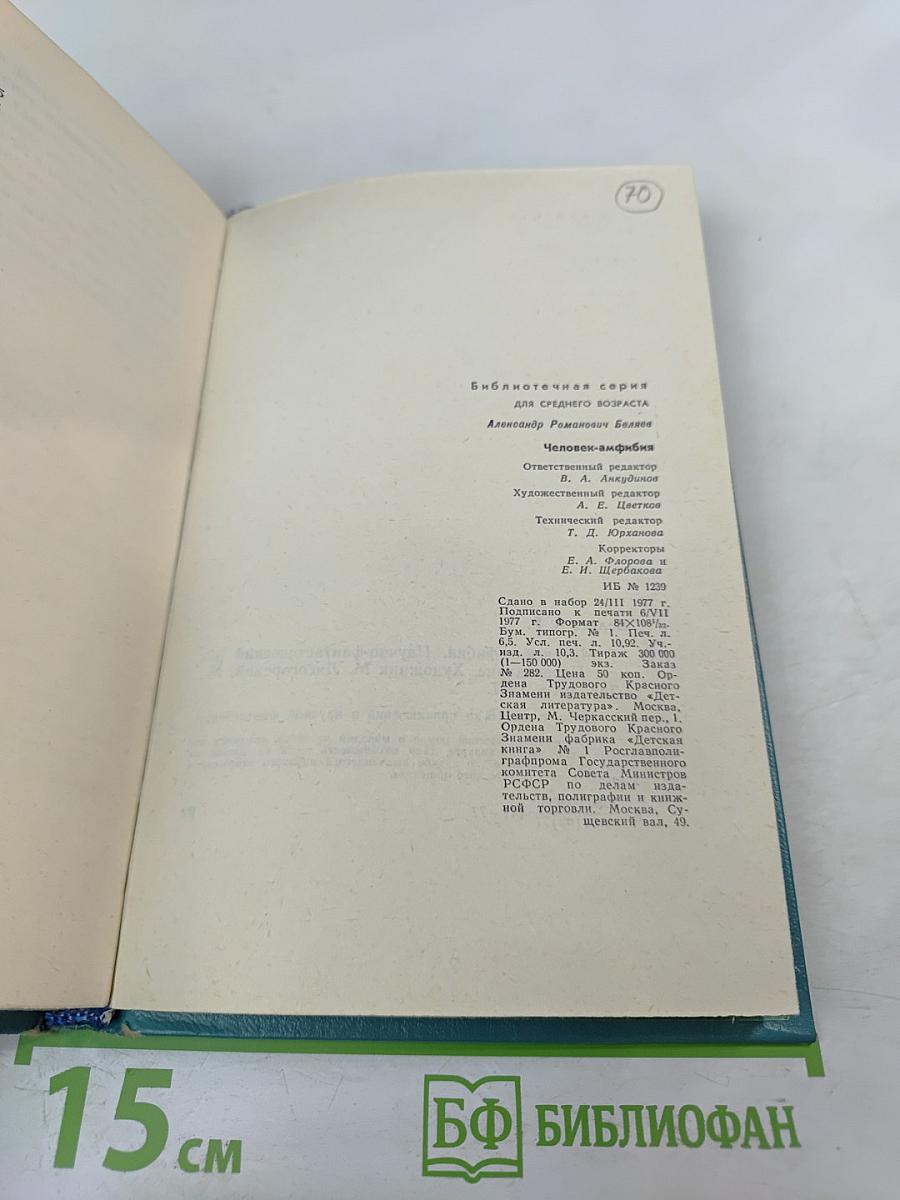 70
Библиотечная серия
ДЛЯ СРЕДНЕГО ВОЗРАСТА
Александр Романович Беляев
Человек-амфибия
Ответственный редактор
В. А. Анкудинов
Художественный редактор
А. Е. Цветков
Технический редактор
Т. Д. Юрханова
Корректоры
Е. А. Флорова и
Е. И. Щербакова
ИБ № 1239
Сдано в набор 24/III 1977 г.
Подписано к печати 6/VII
1977 г. Формат 84×108¹/₃₂.
Бум. типогр. № 1. Печ. л.
6,5. Усл. печ. л. 10,92. Уч.-
изд. л. 10,3. Тираж 300 000
(1—150 000) экз. Заказ
№ 282. Цена 50 коп. Ор-
дена Трудового Красного
Знамени издательство «Дет-
ская литература». Москва,
Центр, М. Черкасский пер., 1.
Ордена Трудового Красного
Знамени фабрика «Детская
книга» № 1 Росглавполи-
графпрома Государственного
комитета Совета Министров
РСФСР по делам изда-
тельств, полиграфии и книж-
ной торговли. Москва, Су-
щевский вал, 49.
15 см
БФ БИБЛИОФАН